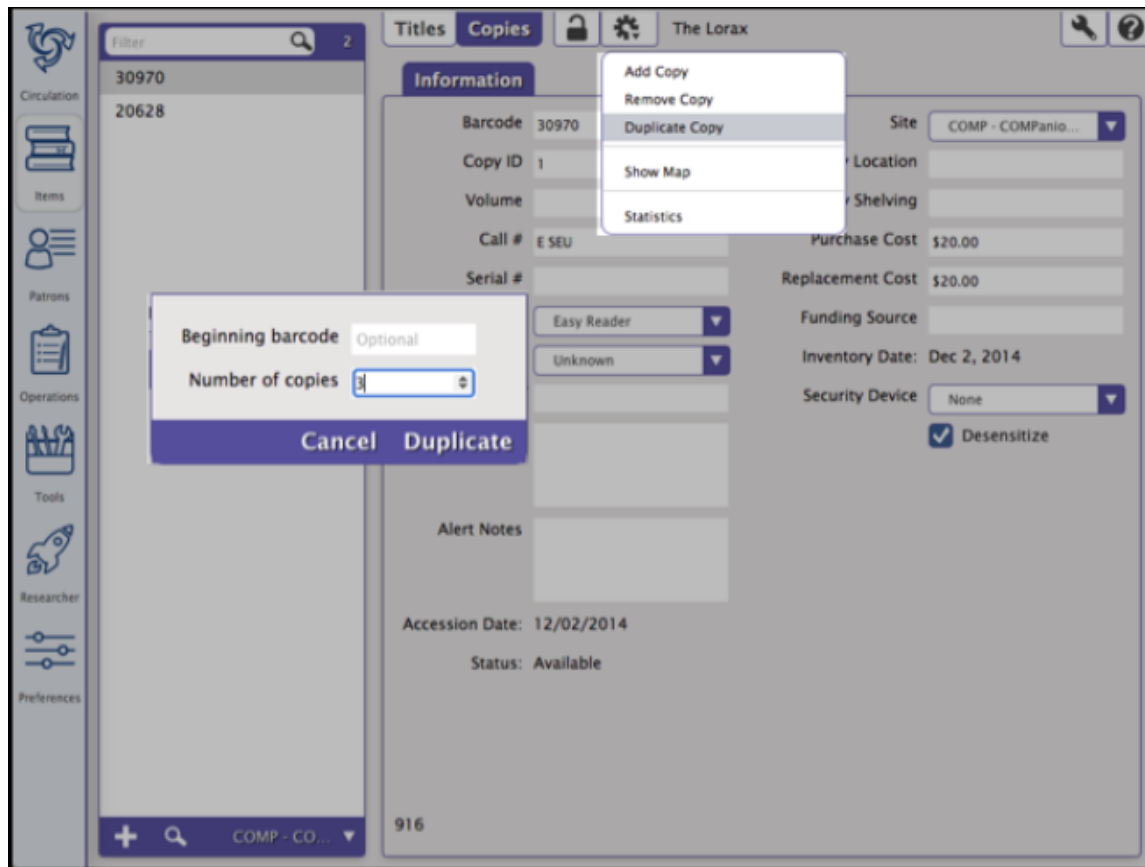 Circulation
Items
Patrons
Operations
Tools
Researcher
Preferences
Filter
2
30970
20628
COMP - CO...
Titles
Copies
The Lorax
Add Copy
Remove Copy
Duplicate Copy
Show Map
Statistics
Information
Barcode 30970
Copy ID 1
Volume
Call # E SEU
Serial #
Easy Reader
Unknown
Alert Notes
Accession Date: 12/02/2014
Status: Available
916
Site COMP - COMPanio...
Location
Shelving
Purchase Cost $20.00
Replacement Cost $20.00
Funding Source
Inventory Date: Dec 2, 2014
Security Device None
Desensitize
Beginning barcode Optional
Number of copies 3
Cancel Duplicate